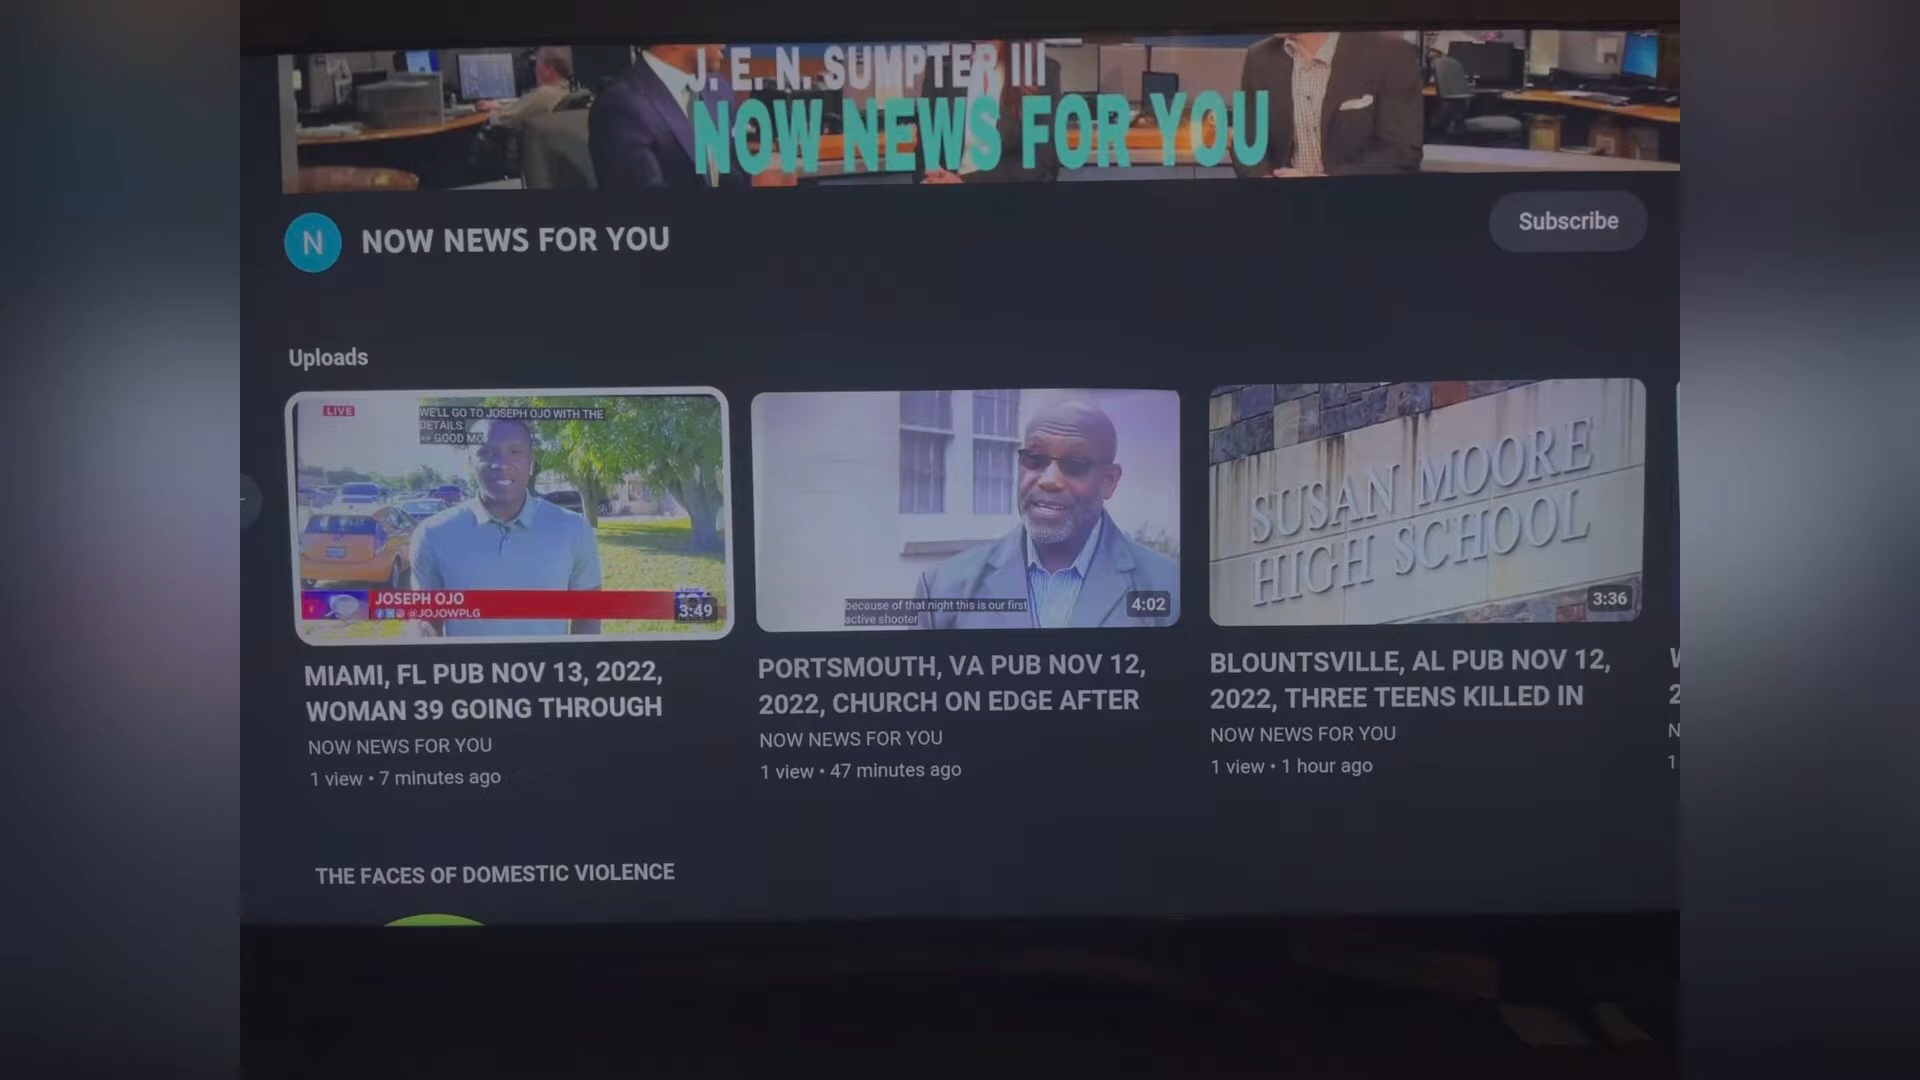 J. E. N. SUMPTER III
NOW NEWS FOR YOU
N
NOW NEWS FOR YOU
Subscribe
Uploads
LIVE
WE'LL GO TO JOSEPH OJO WITH THE
DETAILS.
>> GOOD MO
JOSEPH OJO
@JOJOWPLG
3:49
because of that night this is our first
active shooter
4:02
SUSAN MOORE
HIGH SCHOOL
3:36
MIAMI, FL PUB NOV 13, 2022,
WOMAN 39 GOING THROUGH
NOW NEWS FOR YOU
1 view • 7 minutes ago
PORTSMOUTH, VA PUB NOV 12,
2022, CHURCH ON EDGE AFTER
NOW NEWS FOR YOU
1 view • 47 minutes ago
BLOUNTSVILLE, AL PUB NOV 12,
2022, THREE TEENS KILLED IN
NOW NEWS FOR YOU
1 view • 1 hour ago
2
N
1
THE FACES OF DOMESTIC VIOLENCE